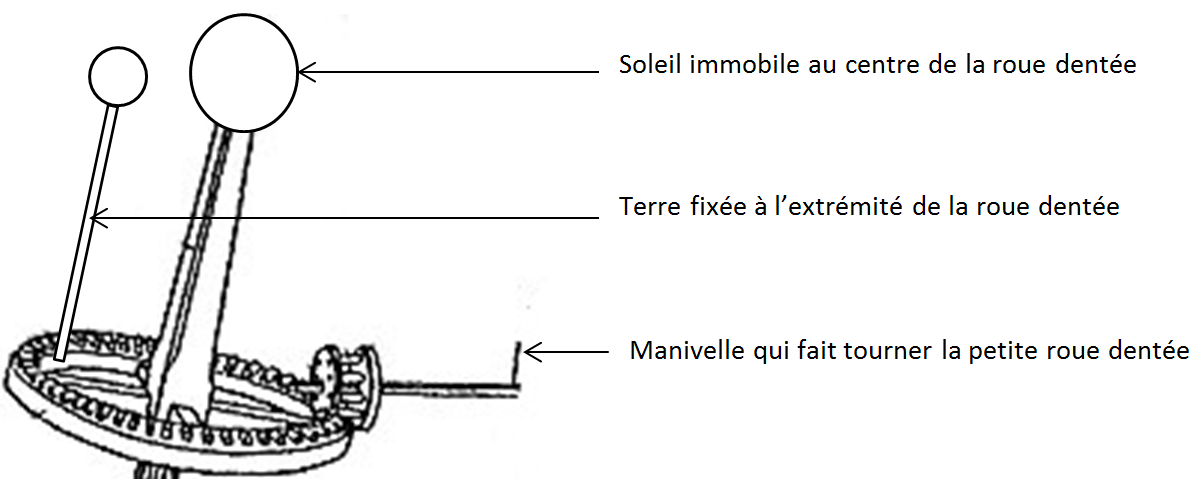 Soleil immobile au centre de la roue dentée
Terre fixée à l’extrémité de la roue dentée
Manivelle qui fait tourner la petite roue dentée